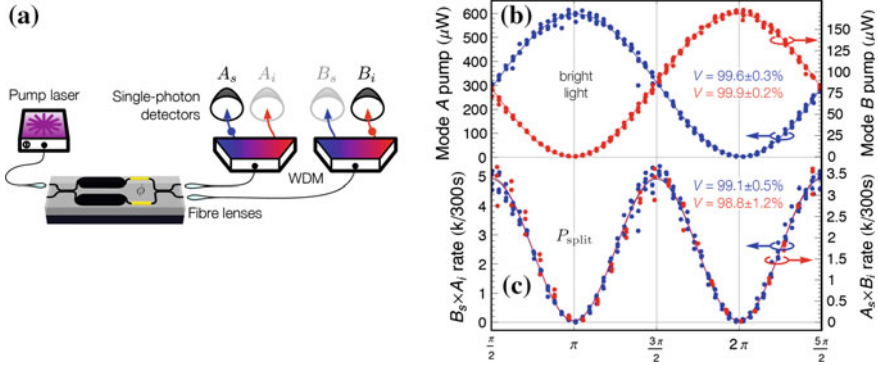 (a)
A_s A_i B_s B_i
Pump laser
Single-photon
detectors
WDM
ϕ
Fibre lenses
(b)
Mode A pump (μW)
600
500
400
300
200
100
0
bright
light
V = 99.6±0.3%
V = 99.9±0.2%
Mode B pump (μW)
150
125
100
75
50
25
0
(c)
B_s×A_i rate (k/300s)
5
4
3
2
1
0
P_split
V = 99.1±0.5%
V = 98.8±1.2%
A_s×B_i rate (k/300s)
3.5
3.0
2.5
2.0
1.5
1.0
0.5
0
π/2 π 3π/2 2π 5π/2